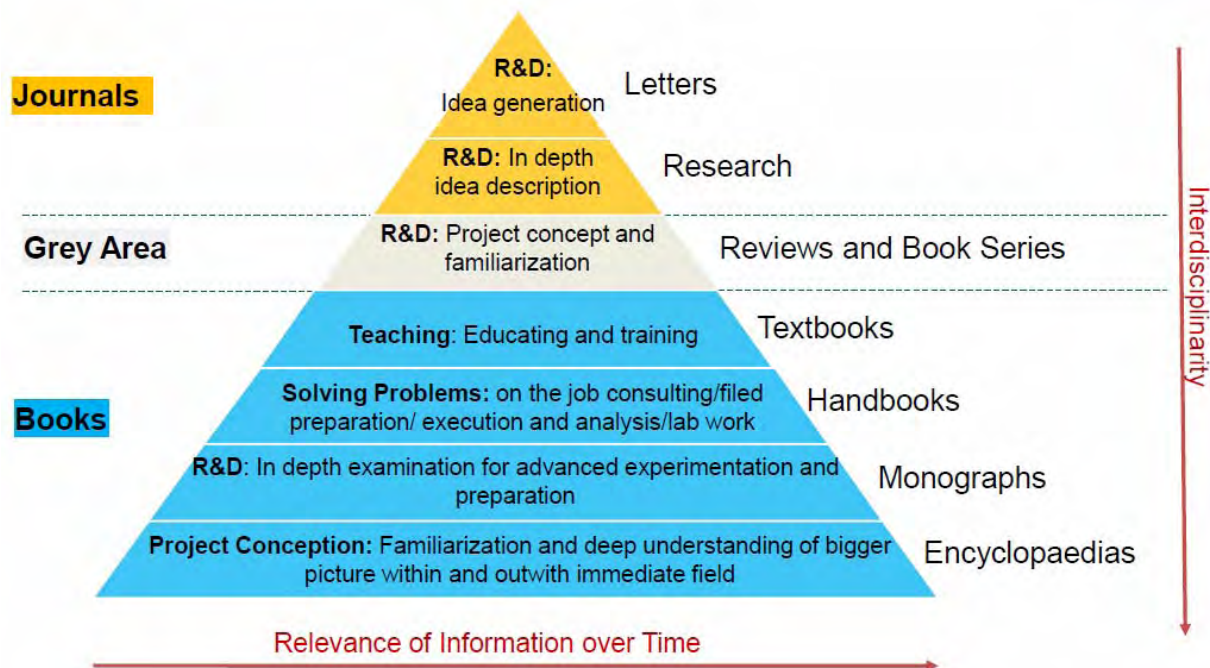 Journals
R&D:
Idea generation
Letters
R&D: In depth
idea description
Research
Grey Area
R&D: Project concept and
familiarization
Reviews and Book Series
Interdisciplinarity
Books
Teaching: Educating and training
Textbooks
Solving Problems: on the job consulting/filed
preparation/ execution and analysis/lab work
Handbooks
R&D: In depth examination for advanced experimentation and
preparation
Monographs
Project Conception: Familiarization and deep understanding of bigger
picture within and outwith immediate field
Encyclopaedias
Relevance of Information over Time